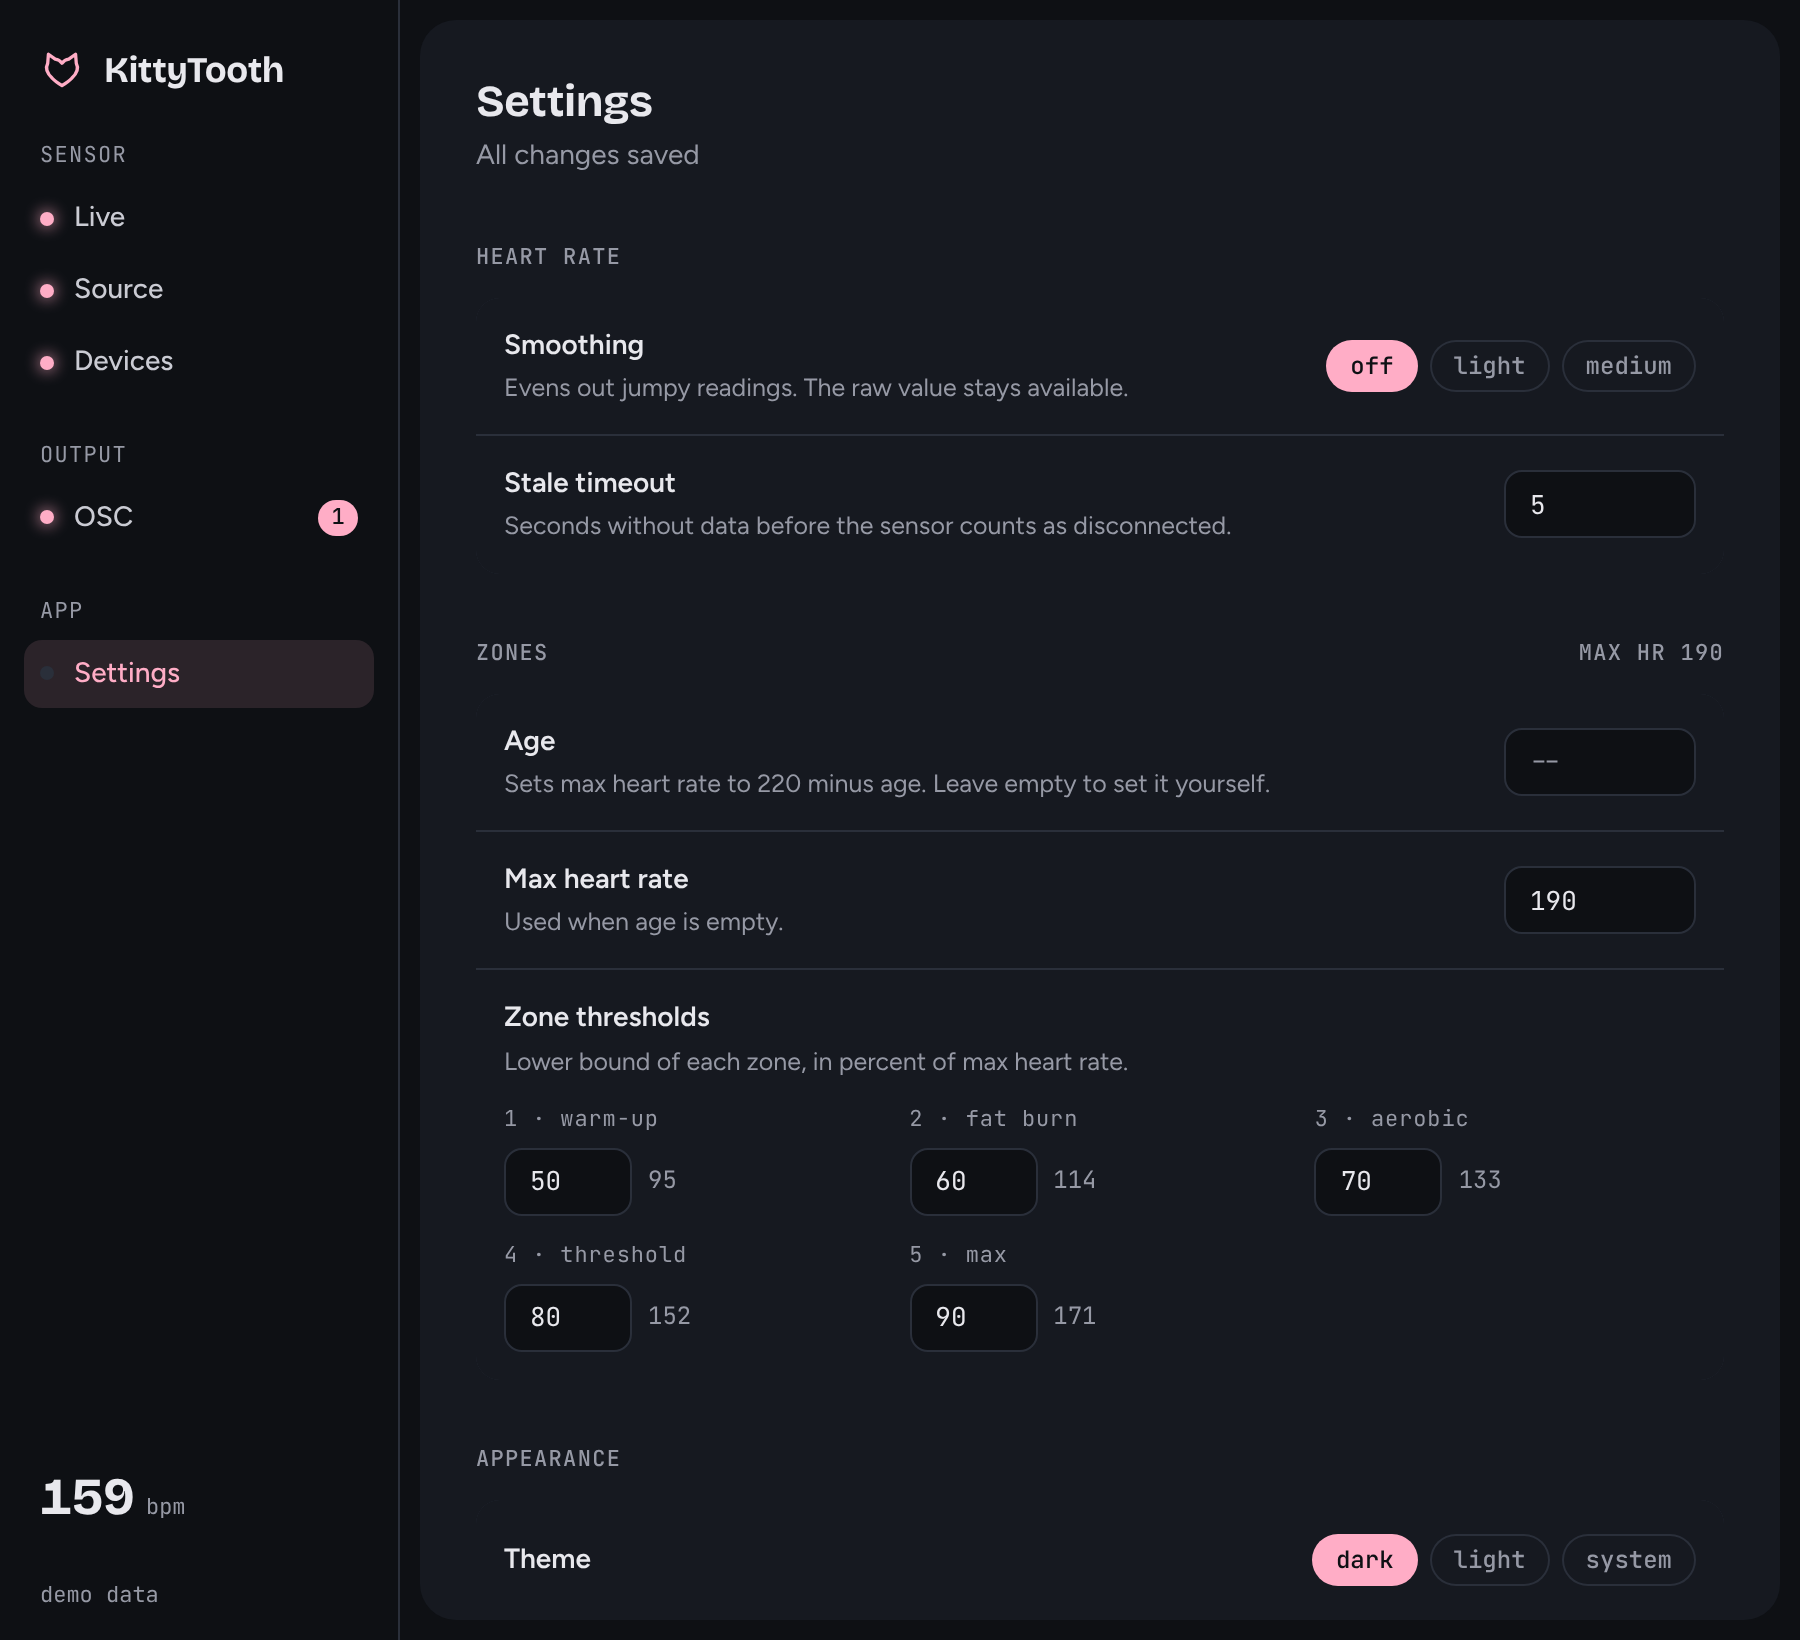 KittyTooth
SENSOR
Live
Source
Devices
OUTPUT
OSC 1
APP
Settings
159 bpm
demo data
Settings
All changes saved
HEART RATE
Smoothing
Evens out jumpy readings. The raw value stays available.
off light medium
Stale timeout
Seconds without data before the sensor counts as disconnected.
5
ZONES MAX HR 190
Age
Sets max heart rate to 220 minus age. Leave empty to set it yourself.
--
Max heart rate
Used when age is empty.
190
Zone thresholds
Lower bound of each zone, in percent of max heart rate.
1 · warm-up 2 · fat burn 3 · aerobic
50 95 60 114 70 133
4 · threshold 5 · max
80 152 90 171
APPEARANCE
Theme dark light system